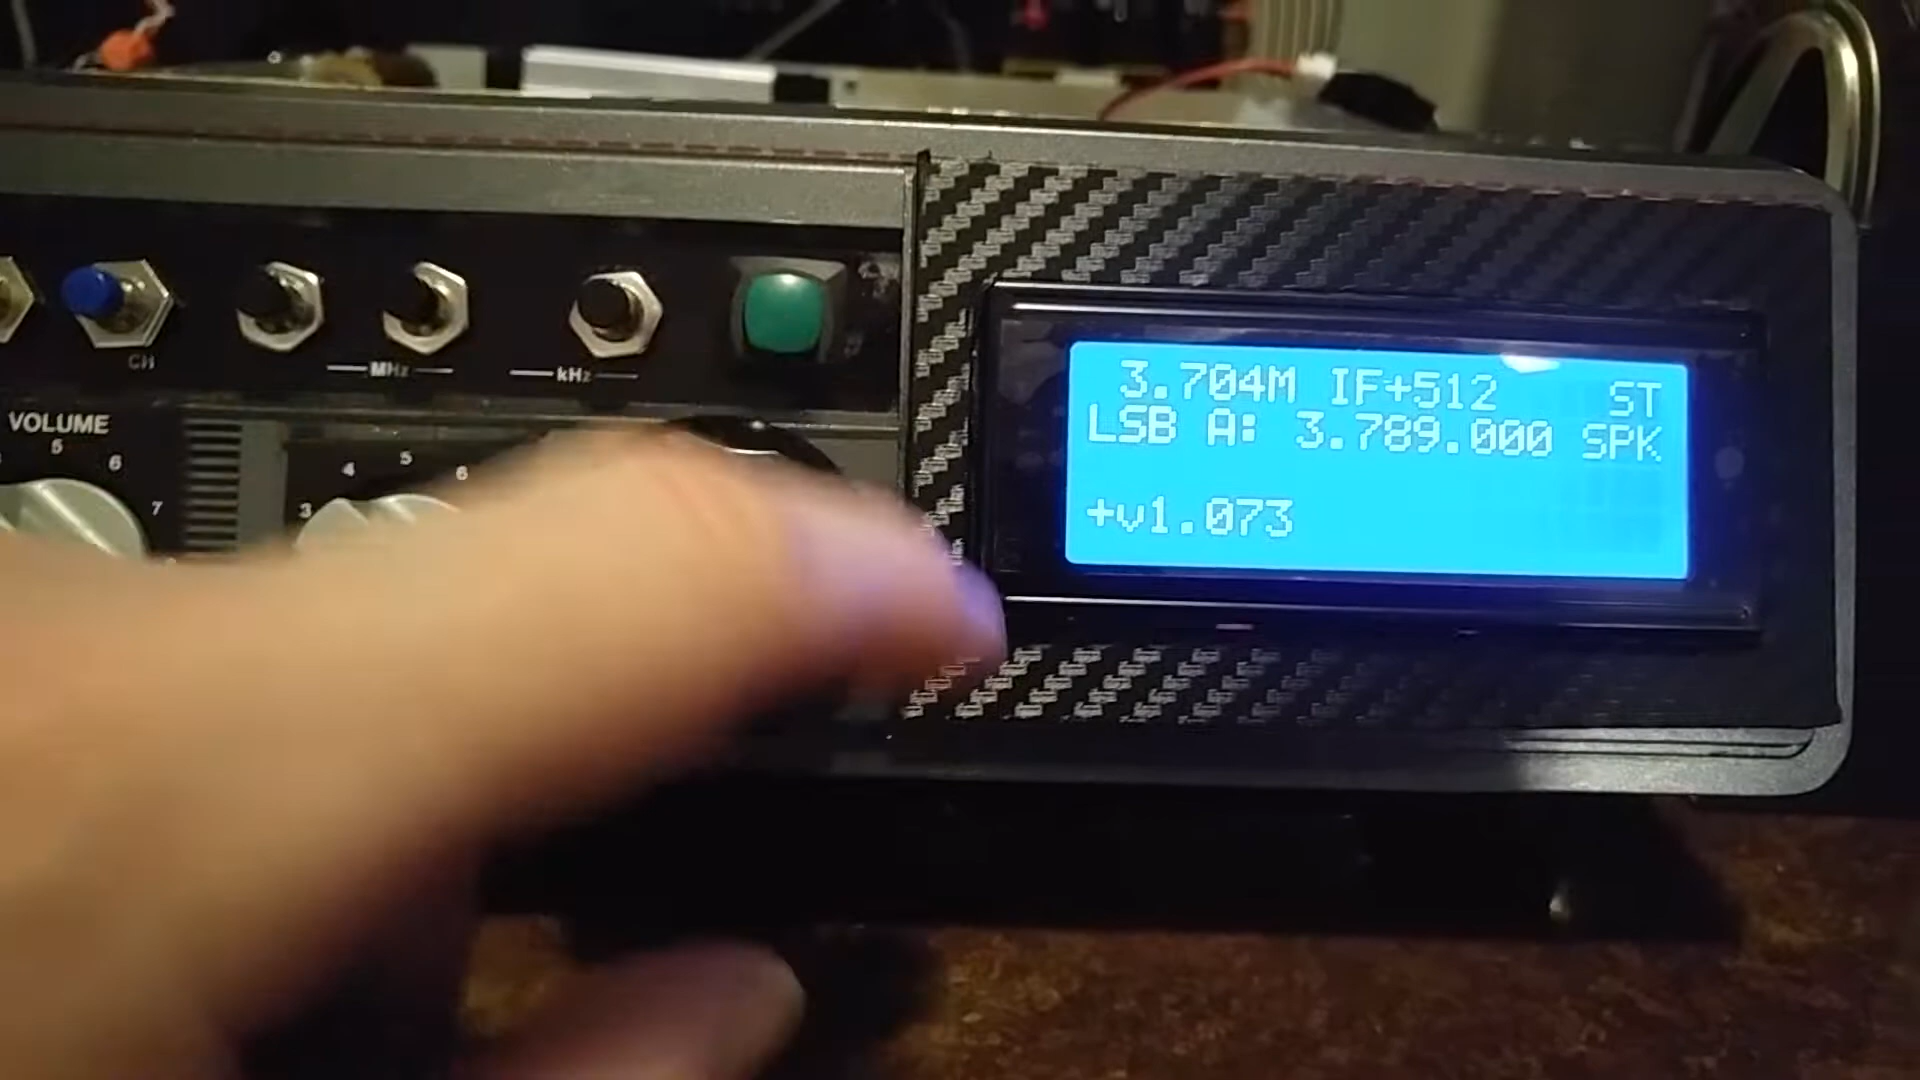 3.704M IF+512 ST
LSB A: 3.789.000 SPK
+v1.073
CH
MHz
kHz
VOLUME
5
6
7
3
4
5
6